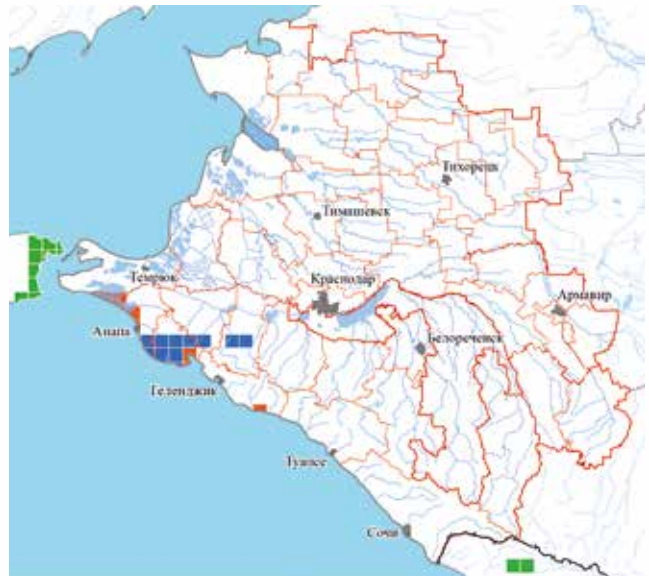 Тихорецк
Тимашевск
Темрюк
Краснодар
Армавир
Анапа
Белореченск
Геленджик
Туапсе
Сочи